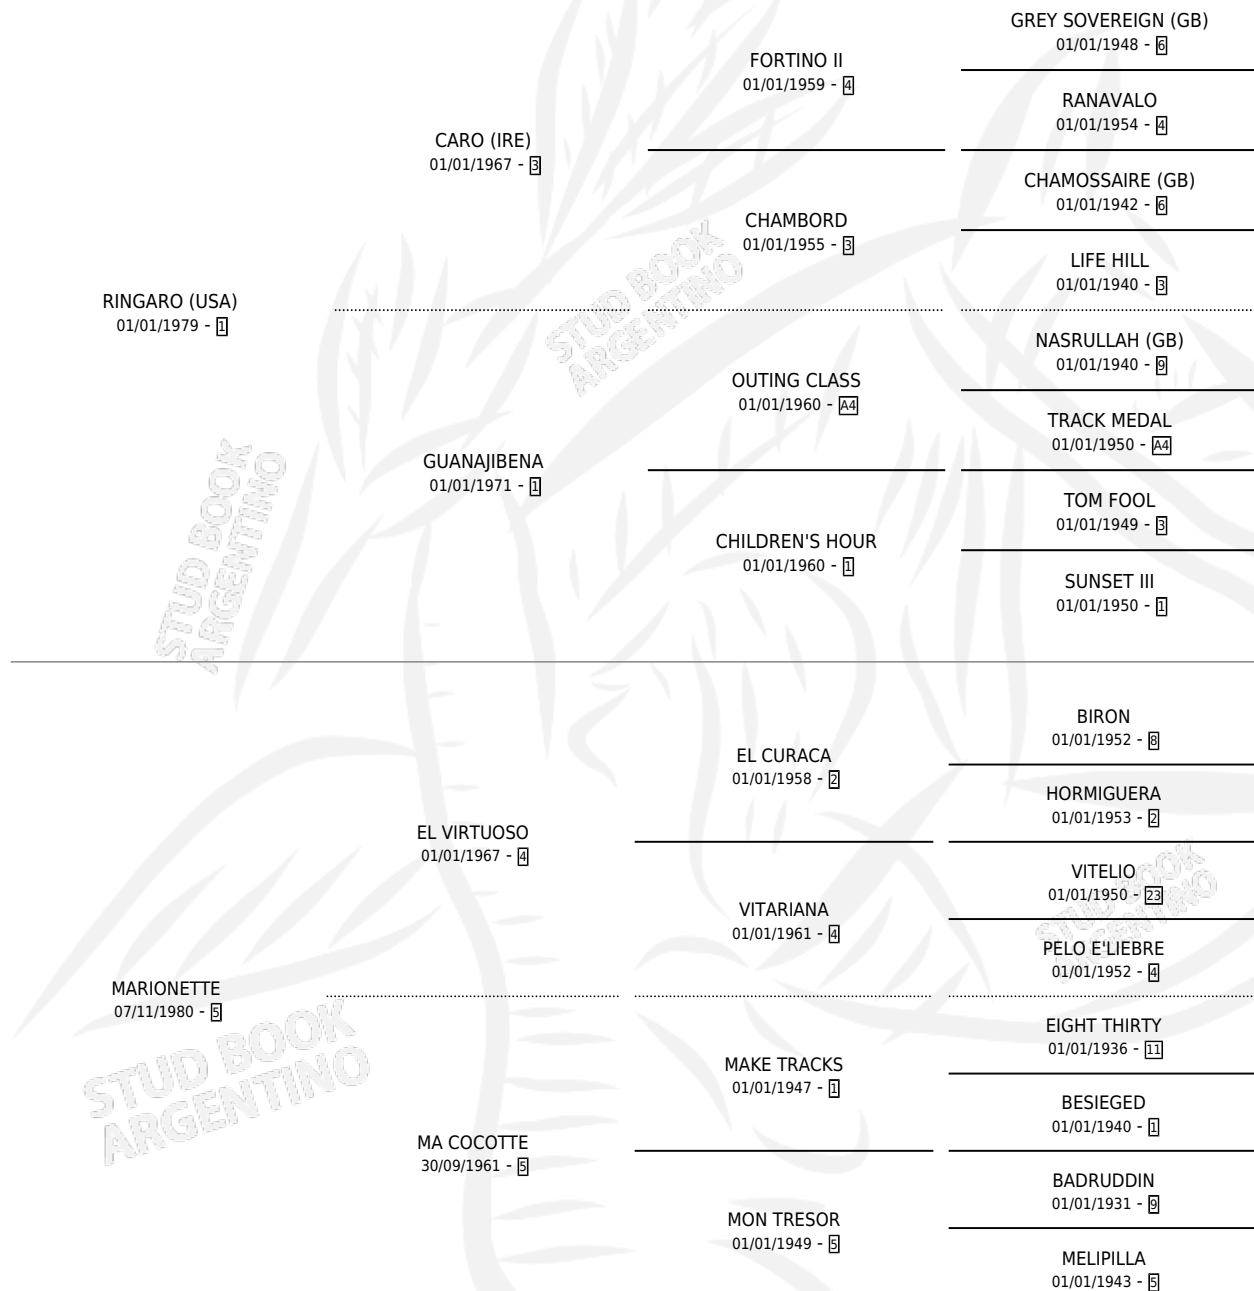 GREY SOVEREIGN (GB)
01/01/1948 - 6
FORTINO II
01/01/1959 - 4
RANAVALO
01/01/1954 - 4
CARO (IRE)
01/01/1967 - 3
CHAMOSSAIRE (GB)
01/01/1942 - 6
CHAMBORD
01/01/1955 - 3
LIFE HILL
01/01/1940 - 3
RINGARO (USA)
01/01/1979 - 1
STUD BOOK
ARGENTINO
NASRULLAH (GB)
01/01/1940 - 9
OUTING CLASS
01/01/1960 - A4
TRACK MEDAL
01/01/1950 - A4
GUANAJIBENA
01/01/1971 - 1
TOM FOOL
01/01/1949 - 3
CHILDREN'S HOUR
01/01/1960 - 1
SUNSET III
01/01/1950 - 1
STUD BOOK
ARGENTINO
BIRON
01/01/1952 - 8
EL CURACA
01/01/1958 - 2
HORMIGUERA
01/01/1953 - 2
EL VIRTUOSO
01/01/1967 - 4
VITELIO
01/01/1950 - 23
VITARIANA
01/01/1961 - 4
PELO E'LIEBRE
01/01/1952 - 4
STUD BOOK
ARGENTINO
MARIONETTE
07/11/1980 - 5
EIGHT THIRTY
01/01/1936 - 11
MAKE TRACKS
01/01/1947 - 1
BESIEGED
01/01/1940 - 1
STUD BOOK
ARGENTINO
MA COCOTTE
30/09/1961 - 5
BADRUDDIN
01/01/1931 - 9
MON TRESOR
01/01/1949 - 5
MELIPILLA
01/01/1943 - 5